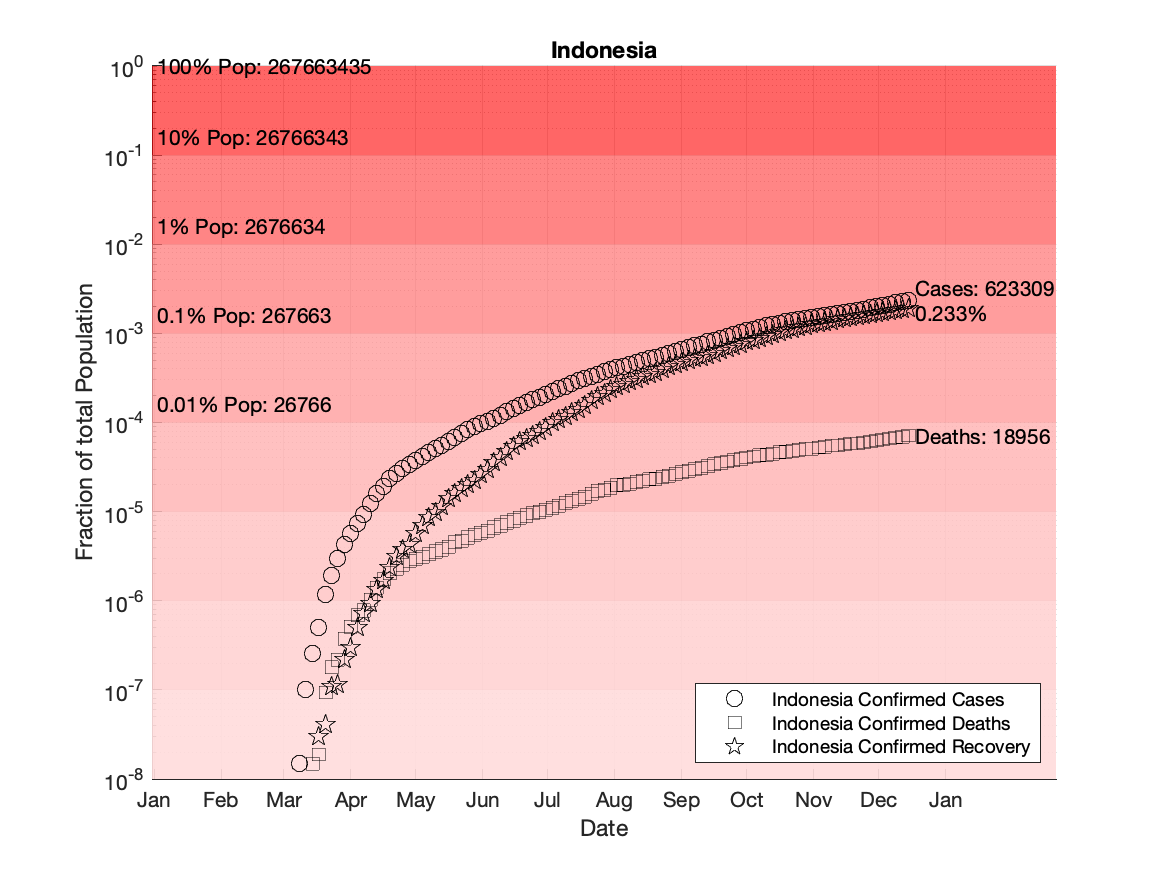 Indonesia
10^0
100% Pop: 267663435
10% Pop: 26766343
10^-1
1% Pop: 2676634
10^-2
Cases: 623309
0.1% Pop: 267663
0.233%
10^-3
0.01% Pop: 26766
10^-4
Deaths: 18956
10^-5
10^-6
10^-7
10^-8
Fraction of total Population
Indonesia Confirmed Cases
Indonesia Confirmed Deaths
Indonesia Confirmed Recovery
Jan Feb Mar Apr May Jun Jul Aug Sep Oct Nov Dec Jan
Date